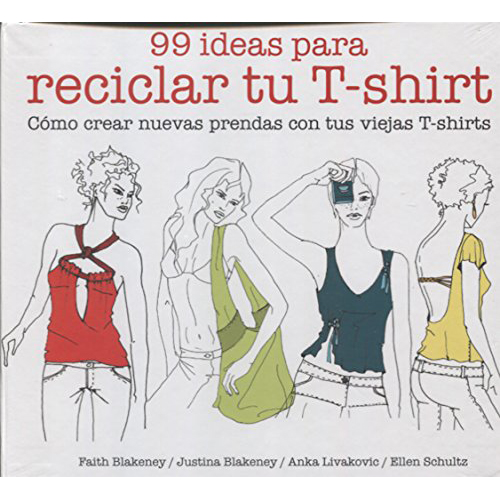 99 ideas para
reciclar tu T-shirt
Cómo crear nuevas prendas con tus viejas T-shirts
Faith Blakeney / Justina Blakeney / Anka Livakovic / Ellen Schultz